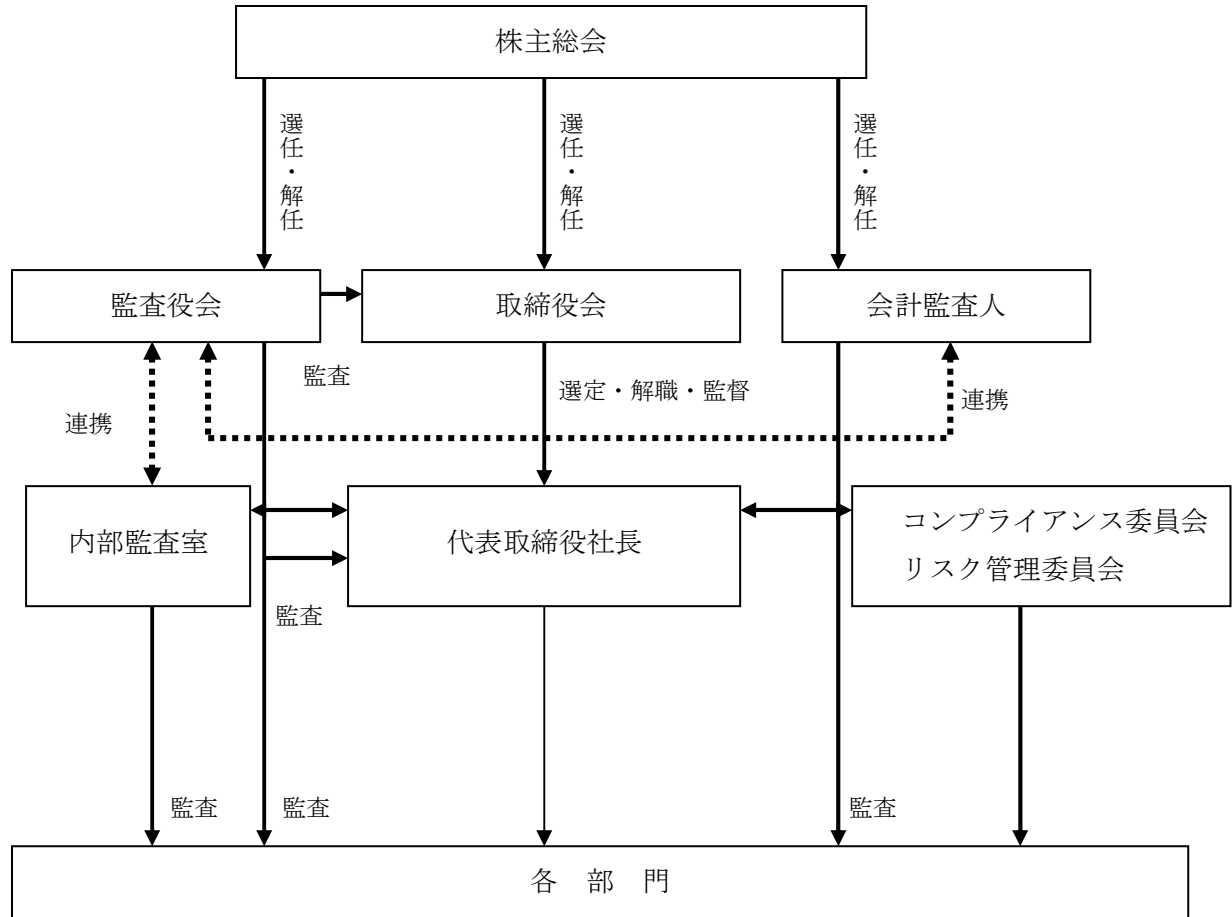 株主総会
選任・解任
選任・解任
選任・解任
監査役会
取締役会
会計監査人
監査
選定・解職・監督
連携
連携
内部監査室
代表取締役社長
コンプライアンス委員会
リスク管理委員会
監査
監査
監査
監査
各 部 門